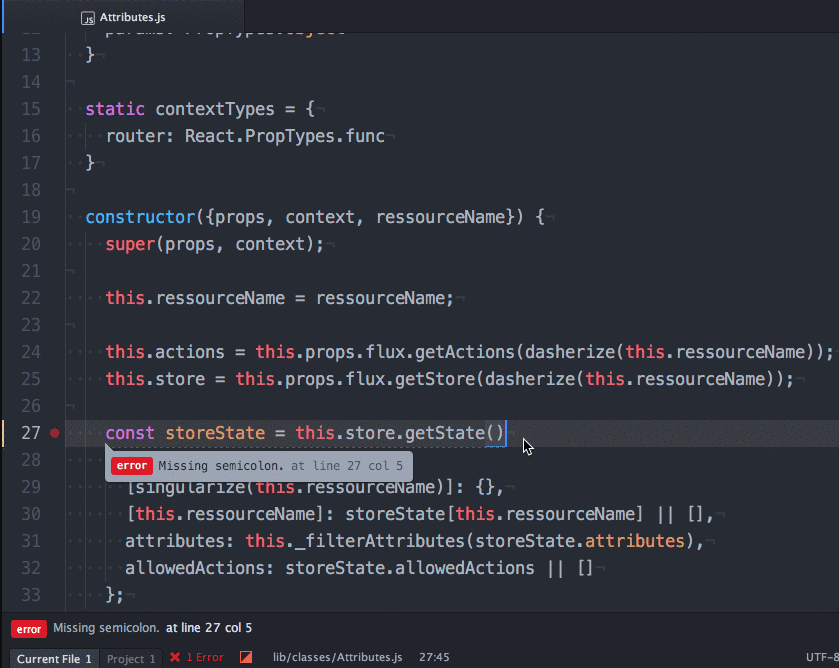 Attributes.js
12 params: PropTypes.object
13 }
14
15 static contextTypes = {
16 router: React.PropTypes.func
17 }
18
19 constructor({props, context, ressourceName}) {
20 super(props, context);
21
22 this.ressourceName = ressourceName;
23
24 this.actions = this.props.flux.getActions(dasherize(this.ressourceName));
25 this.store = this.props.flux.getStore(dasherize(this.ressourceName));
26
27 const storeState = this.store.getState()
28
error Missing semicolon. at line 27 col 5
29 [singularize(this.ressourceName)]: {},
30 [this.ressourceName]: storeState[this.ressourceName] || [],
31 attributes: this._filterAttributes(storeState.attributes),
32 allowedActions: storeState.allowedActions || []
33 };
error Missing semicolon. at line 27 col 5
Current File 1 Project 1 1 Error lib/classes/Attributes.js 27:45 UTF-8